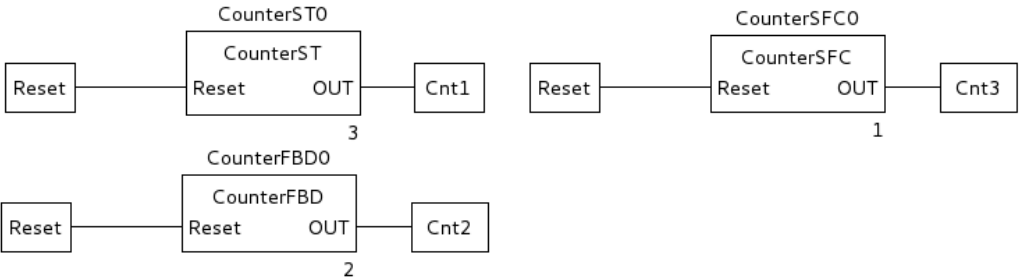 CounterST0
CounterST
Reset
Reset
OUT
Cnt1
3
CounterFBD0
CounterFBD
Reset
Reset
OUT
Cnt2
2
CounterSFC0
CounterSFC
Reset
Reset
OUT
Cnt3
1